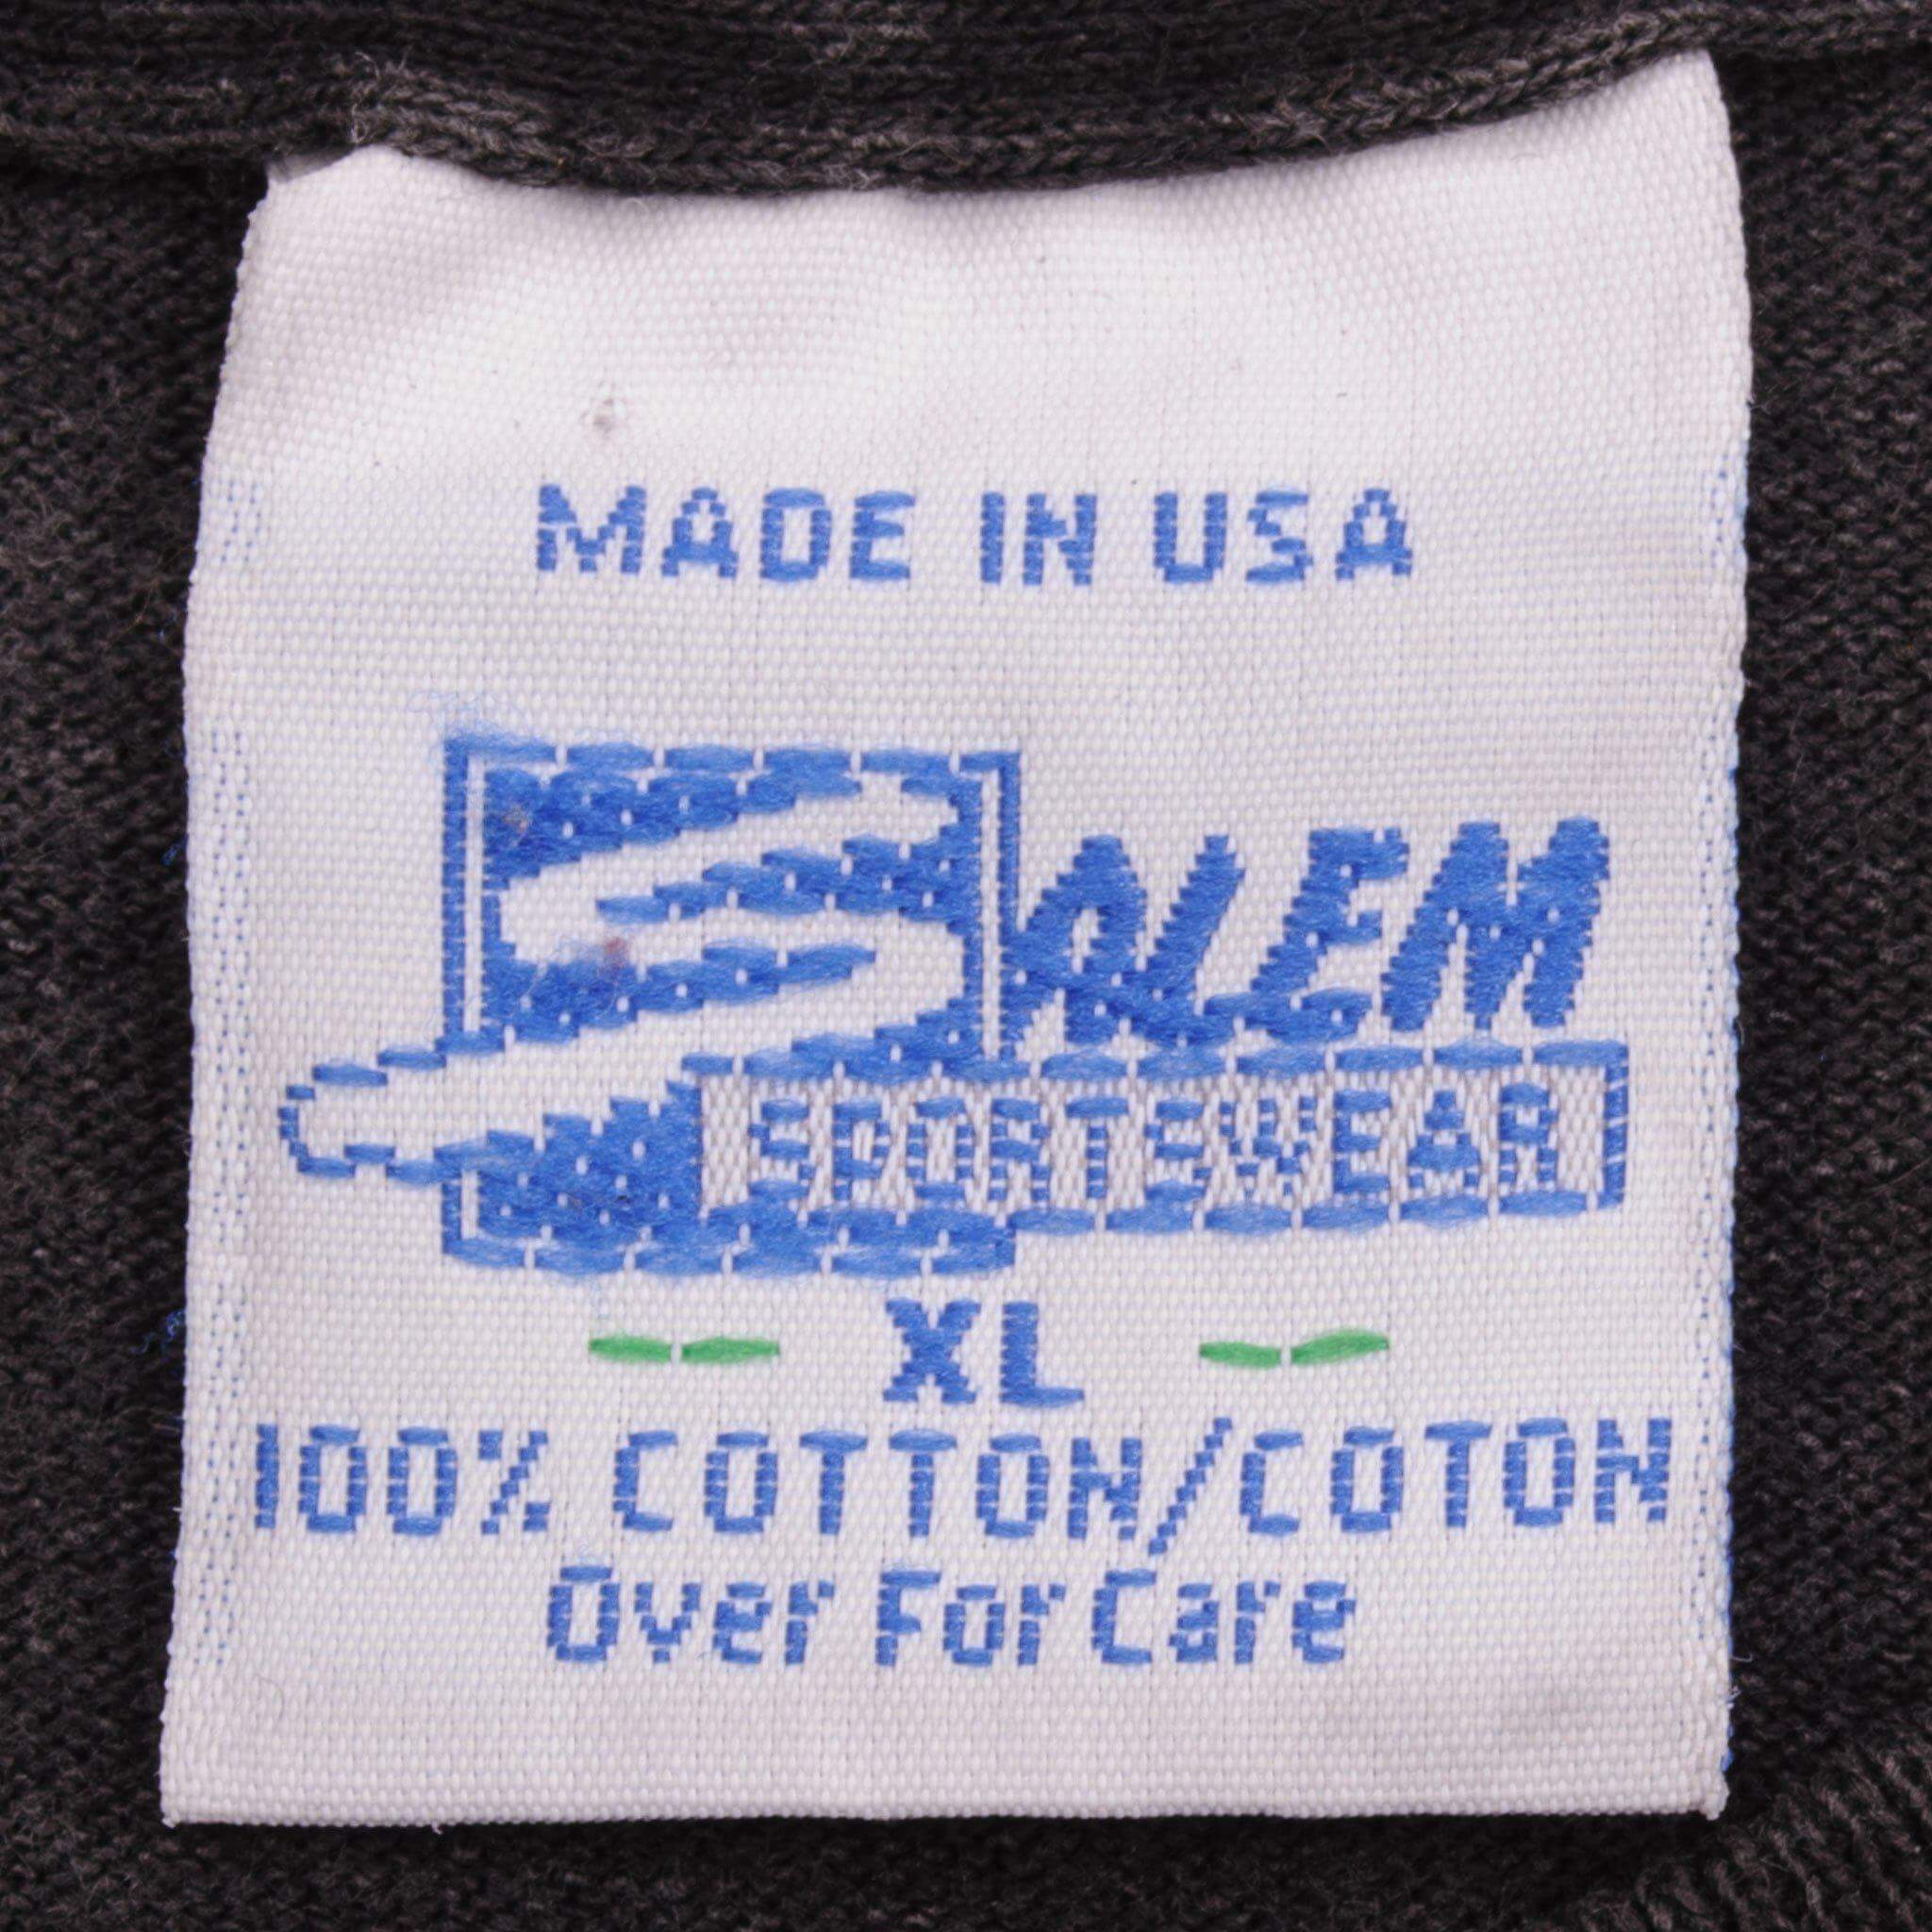 MADE IN USA
SALEM
SPORTSWEAR
XL
100% COTTON/COTON
Over For Care